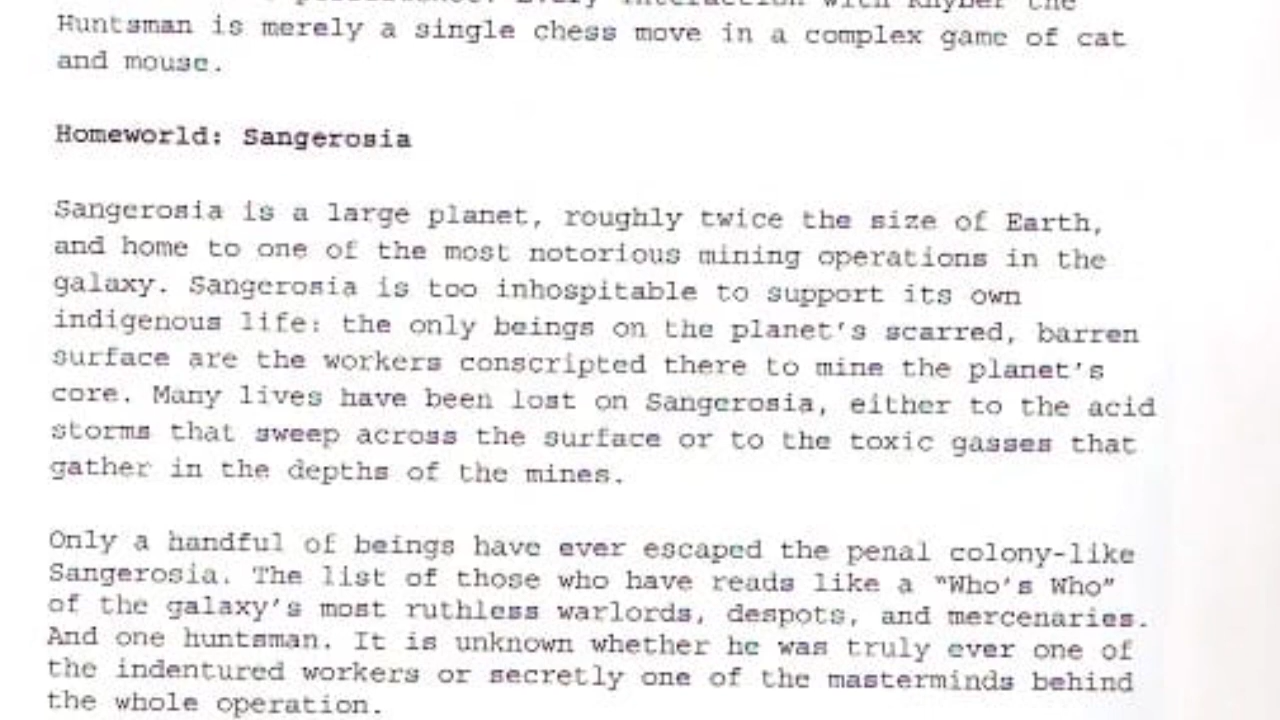 Every interaction with Khyber the
Huntsman is merely a single chess move in a complex game of cat
and mouse.
Homeworld: Sangerosia
Sangerosia is a large planet, roughly twice the size of Earth,
and home to one of the most notorious mining operations in the
galaxy. Sangerosia is too inhospitable to support its own
indigenous life: the only beings on the planet's scarred, barren
surface are the workers conscripted there to mine the planet's
core. Many lives have been lost on Sangerosia, either to the acid
storms that sweep across the surface or to the toxic gasses that
gather in the depths of the mines.
Only a handful of beings have ever escaped the penal colony-like
Sangerosia. The list of those who have reads like a "Who's Who"
of the galaxy's most ruthless warlords, despots, and mercenaries.
And one huntsman. It is unknown whether he was truly ever one of
the indentured workers or secretly one of the masterminds behind
the whole operation.